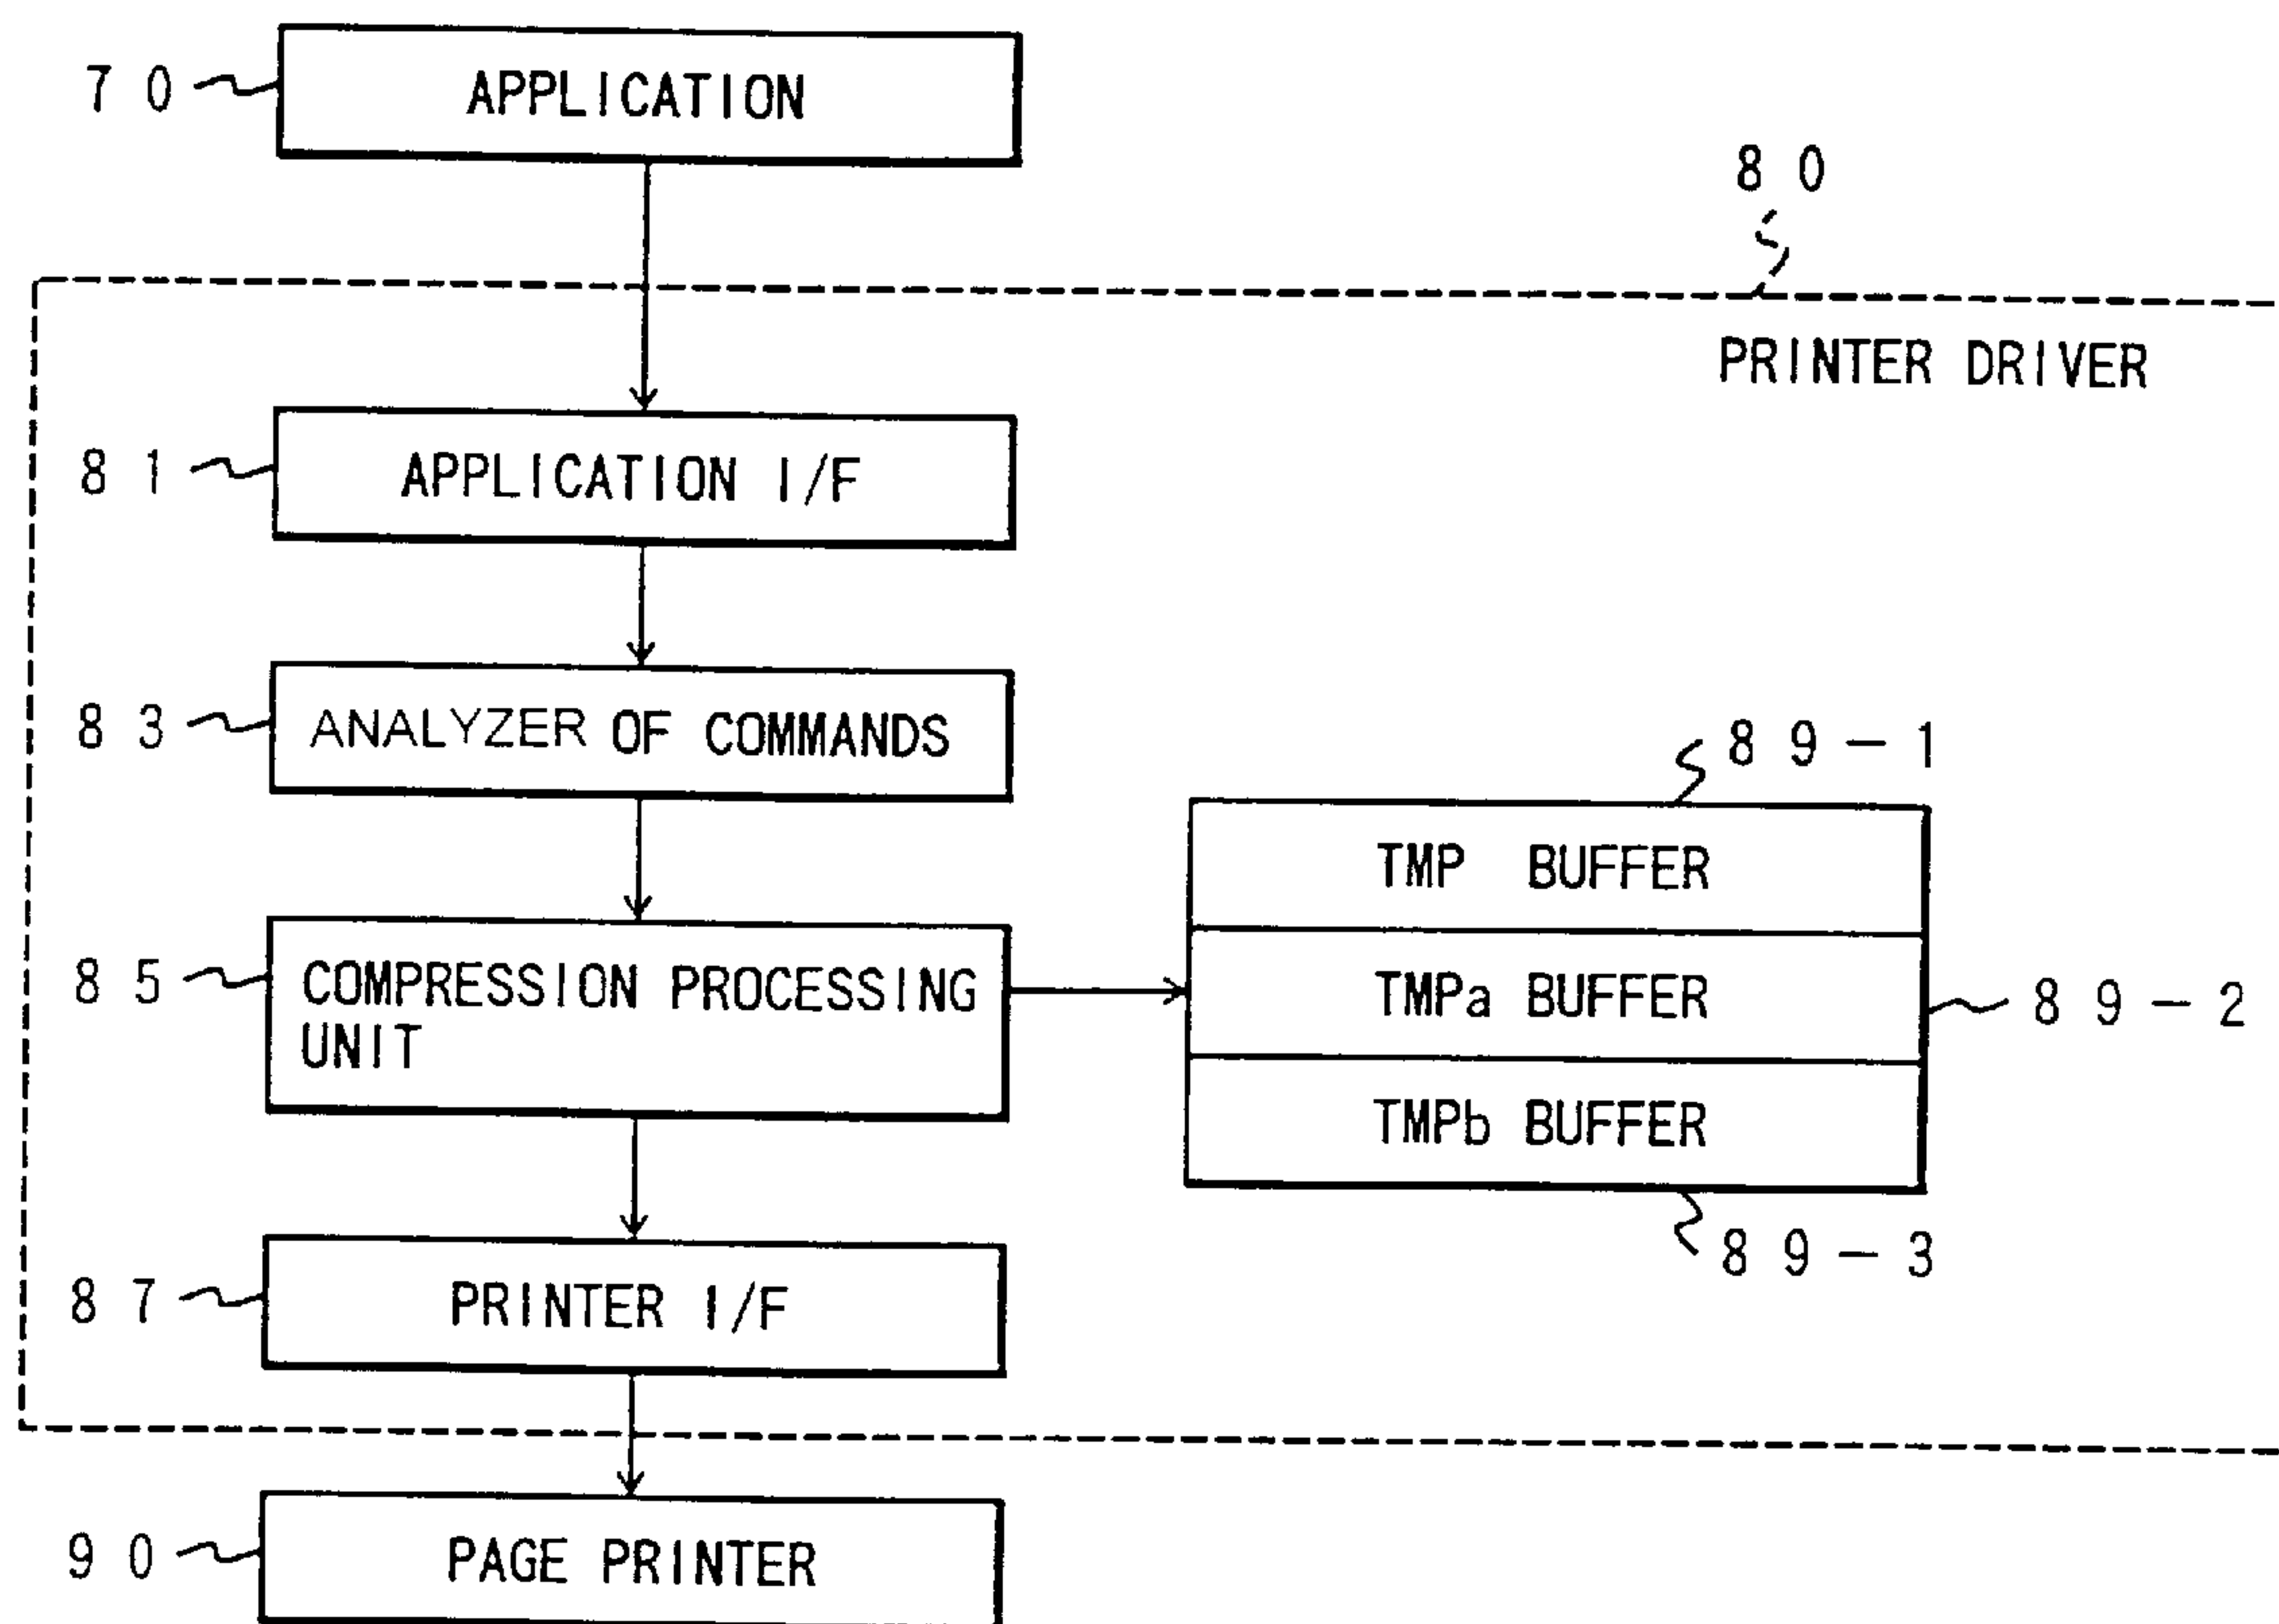 70
APPLICATION
80
PRINTER DRIVER
81
APPLICATION I/F
83
ANALYZER OF COMMANDS
89-1
TMP BUFFER
85
COMPRESSION PROCESSING
UNIT
TMPa BUFFER
89-2
TMPb BUFFER
89-3
87
PRINTER I/F
90
PAGE PRINTER